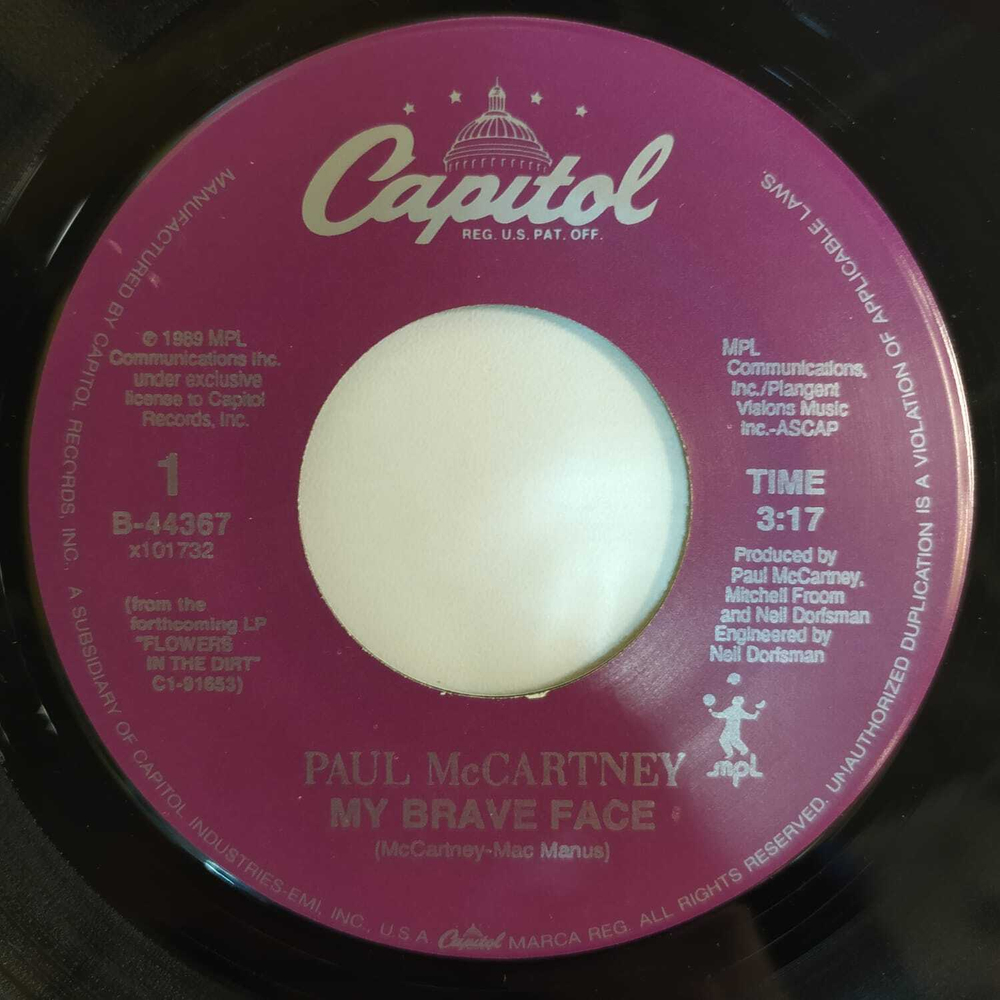 Capitol
REG. U.S. PAT. OFF.
℗ 1989 MPL
Communications Inc.
under exclusive
license to Capitol
Records, Inc.
1
B-44367
x101732
(from the
forthcoming LP
"FLOWERS
IN THE DIRT"
C1-91653)
MPL
Communications,
Inc./Plangent
Visions Music
Inc.-ASCAP
TIME
3:17
Produced by
Paul McCartney,
Mitchell Froom
and Neil Dorfsman
Engineered by
Neil Dorfsman
mpl
PAUL McCARTNEY
MY BRAVE FACE
(McCartney-Mac Manus)
MANUFACTURED BY CAPITOL RECORDS, INC., A SUBSIDIARY OF CAPITOL INDUSTRIES-EMI, INC., U.S.A. Capitol MARCA REG. ALL RIGHTS RESERVED. UNAUTHORIZED DUPLICATION IS A VIOLATION OF APPLICABLE LAWS.